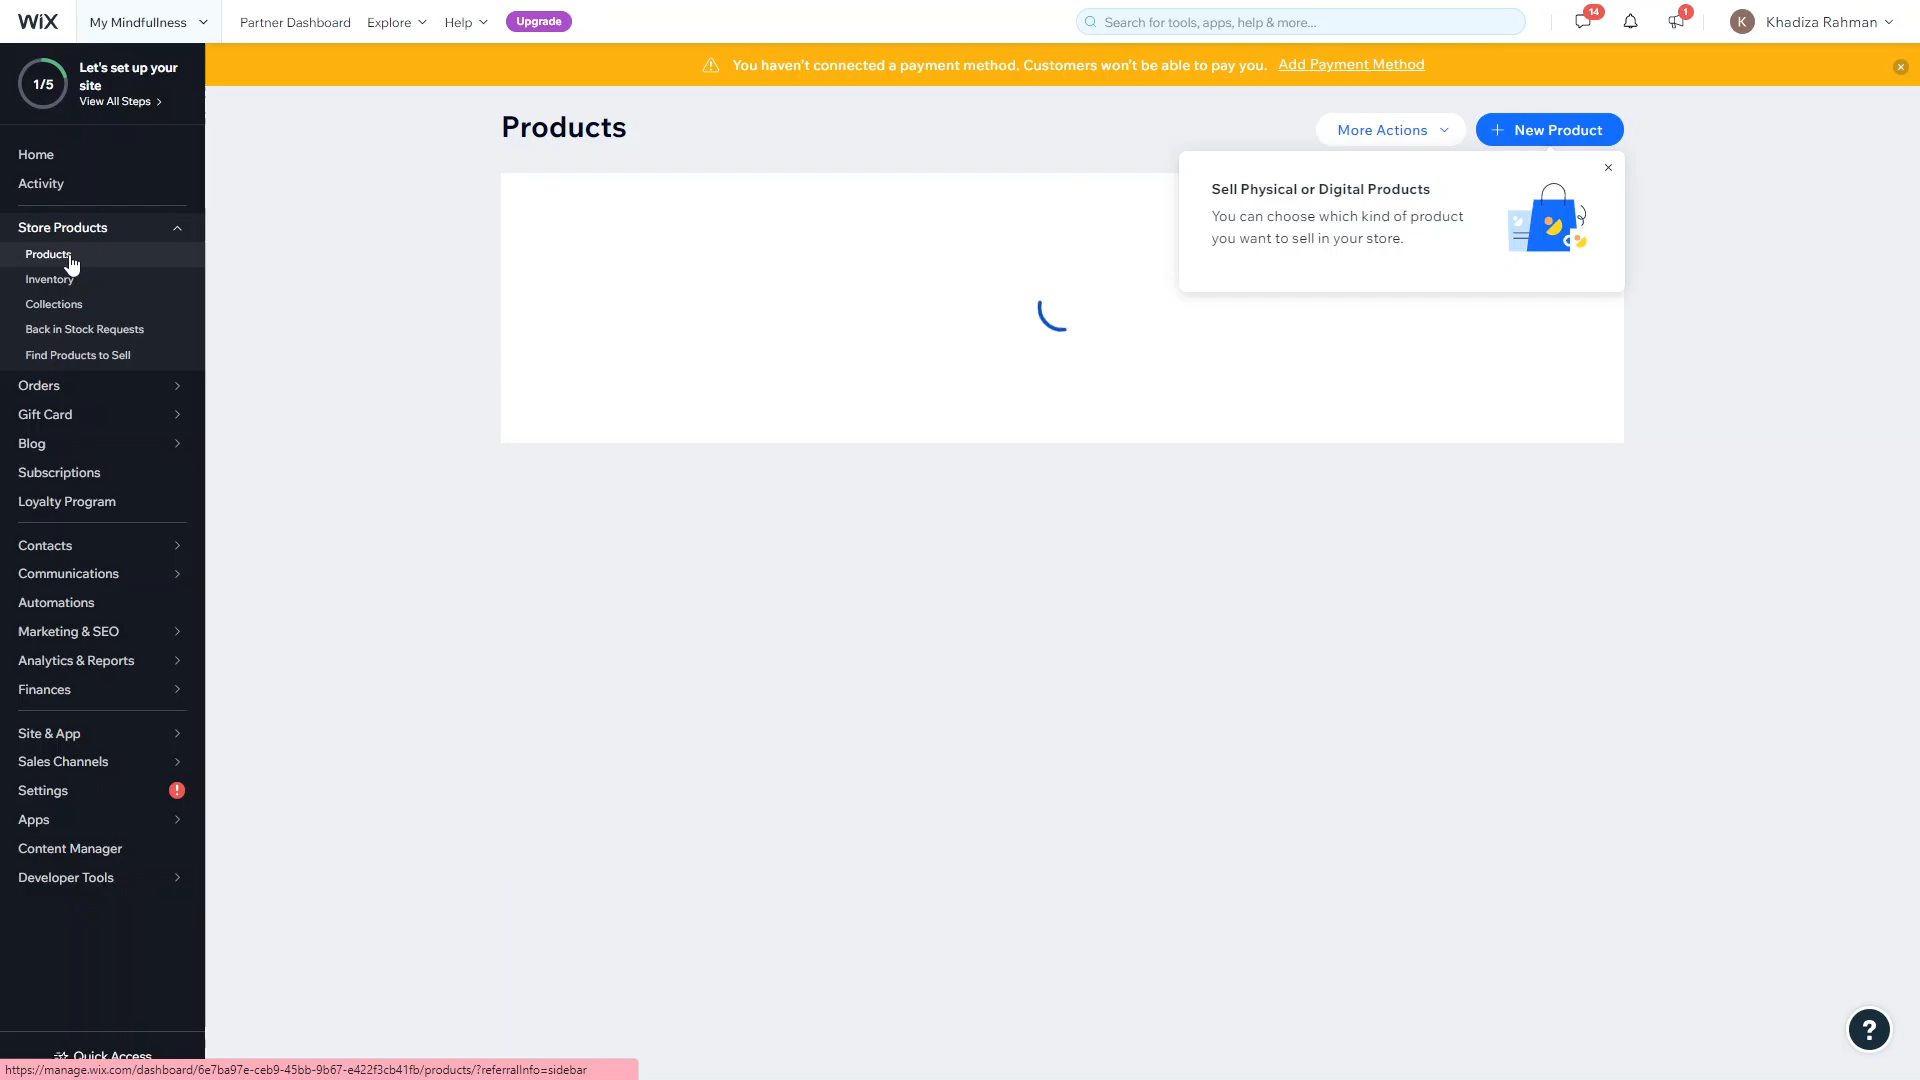 WiX
My Mindfullness
Partner Dashboard
Explore
Help
Upgrade
Search for tools, apps, help & more...
14
1
K
Khadiza Rahman
1/5
Let's set up your
site
View All Steps
You haven't connected a payment method. Customers won't be able to pay you. Add Payment Method
Products
More Actions
New Product
Sell Physical or Digital Products
You can choose which kind of product
you want to sell in your store.
Home
Activity
Store Products
Products
Inventory
Collections
Back in Stock Requests
Find Products to Sell
Orders
Gift Card
Blog
Subscriptions
Loyalty Program
Contacts
Communications
Automations
Marketing & SEO
Analytics & Reports
Finances
Site & App
Sales Channels
Settings
!
Apps
Content Manager
Developer Tools
Quick Access
?
https://manage.wix.com/dashboard/6e7ba97e-ceb9-45bb-9b67-e422f3cb41fb/products/?referralInfo=sidebar